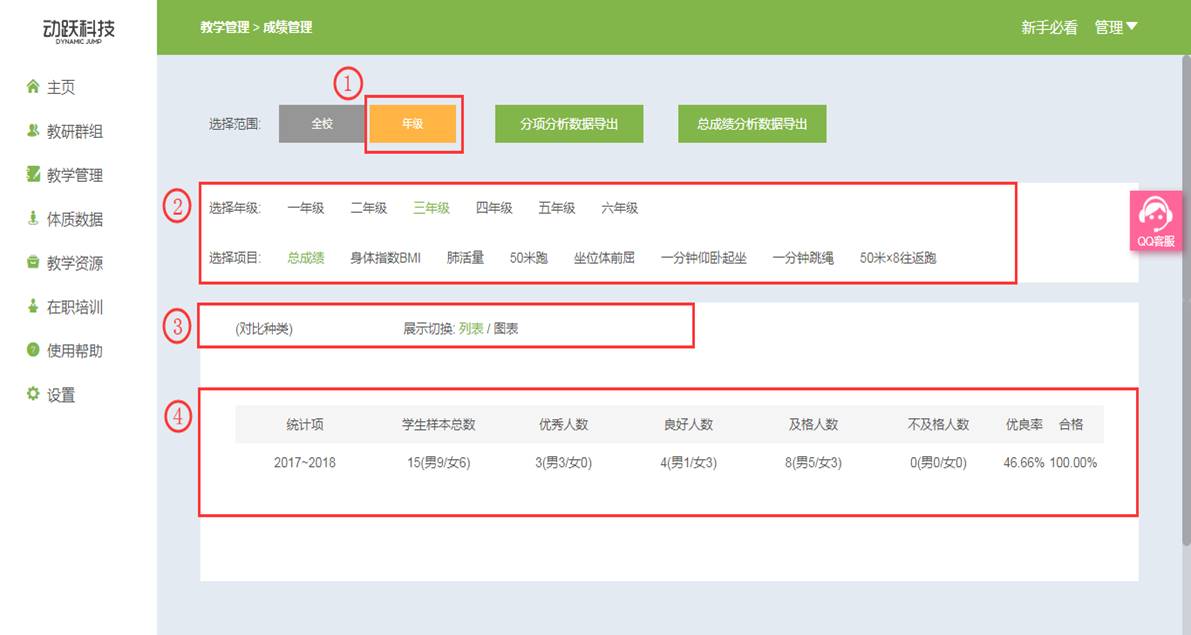 动跃科技
DYNAMIC JUMP
教学管理 > 成绩管理
新手必看 管理
主页
教研群组
教学管理
体质数据
教学资源
在职培训
使用帮助
设置
①
选择范围: 全校 年级 分项分析数据导出 总成绩分析数据导出
②
选择年级: 一年级 二年级 三年级 四年级 五年级 六年级
选择项目: 总成绩 身体指数BMI 肺活量 50米跑 坐位体前屈 一分钟仰卧起坐 一分钟跳绳 50米×8往返跑
QQ客服
③
(对比种类) 展示切换: 列表 / 图表
④
统计项 学生样本总数 优秀人数 良好人数 及格人数 不及格人数 优良率 合格
2017~2018 15(男9/女6) 3(男3/女0) 4(男1/女3) 8(男5/女3) 0(男0/女0) 46.66% 100.00%